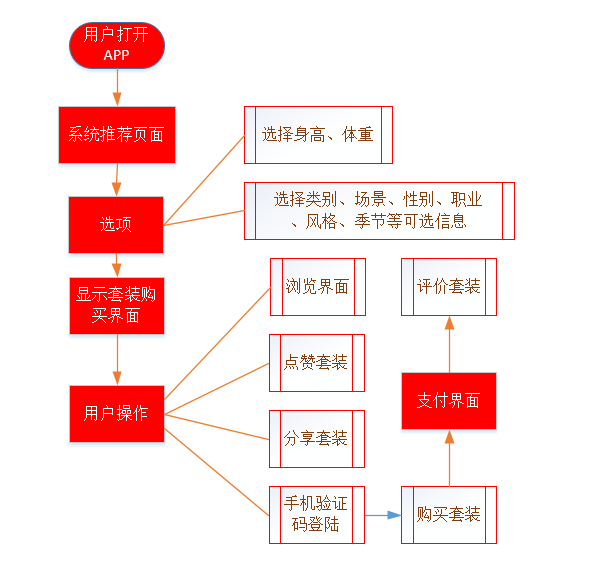 用户打开
APP
系统推荐页面
选择身高、体重
选项
选择类别、场景、性别、职业
、风格、季节等可选信息
显示套装购
买界面
浏览界面
评价套装
点赞套装
用户操作
支付界面
分享套装
手机验证
码登陆
购买套装